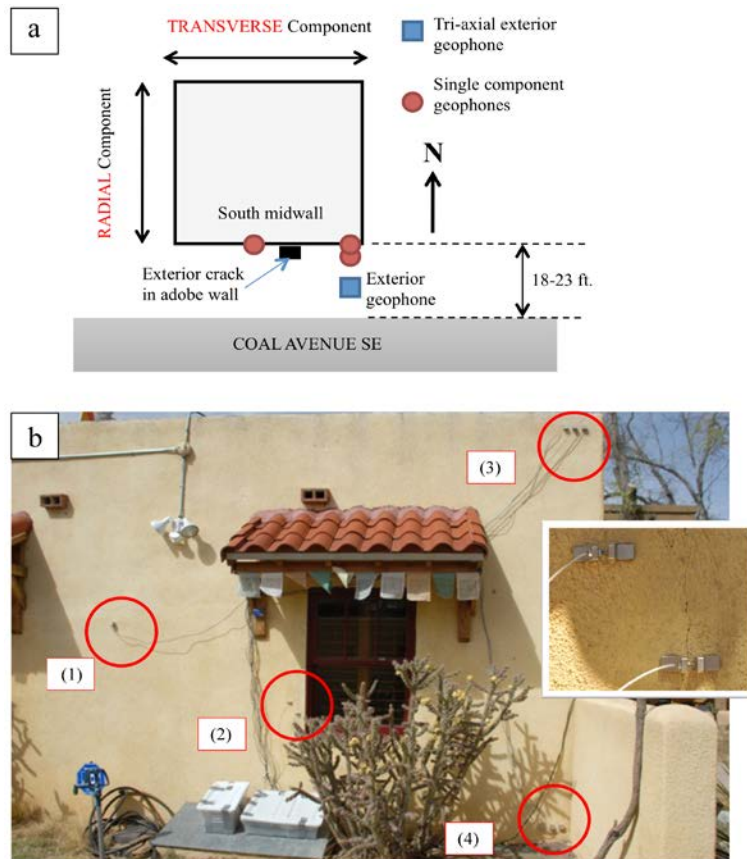 a
TRANSVERSE Component
Tri-axial exterior
geophone
Single component
geophones
RADIAL Component
N
South midwall
Exterior crack
in adobe wall
Exterior
geophone
18-23 ft.
COAL AVENUE SE
b
(3)
(1)
(2)
(4)